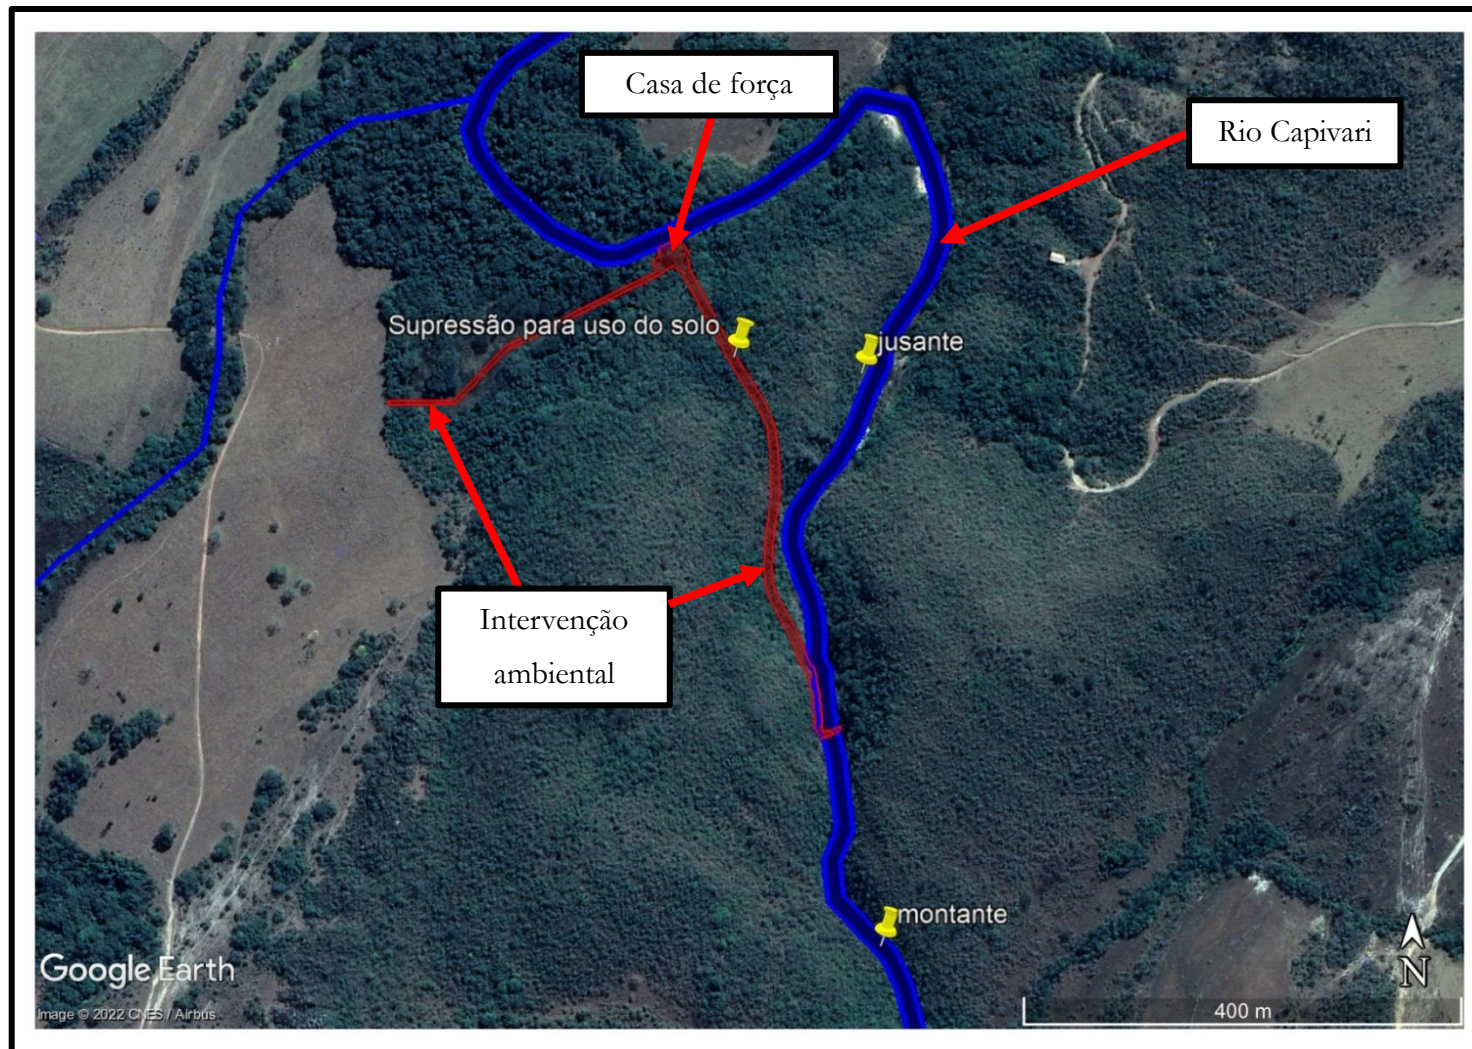 Casa de força
Rio Capivari
Supressão para uso do solo
jusante
Intervenção
ambiental
montante
Google Earth
N
Image © 2022 CNES / Airbus
400 m